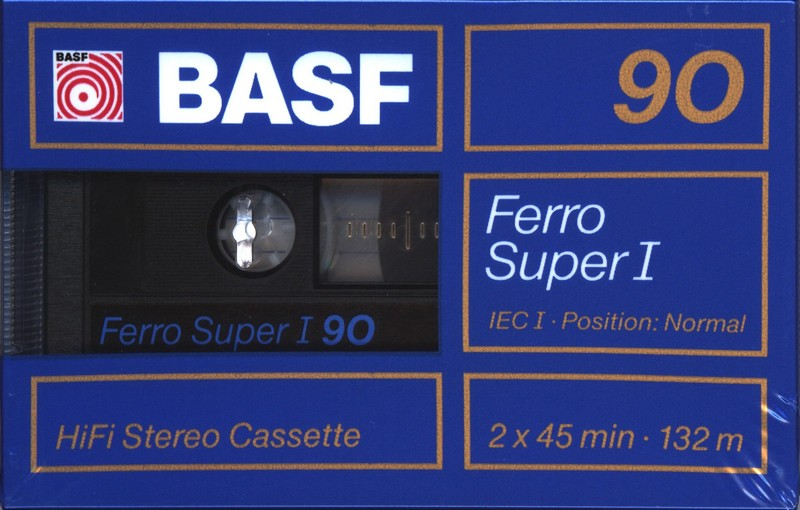 BASF
BASF
90
Ferro
Super I
IEC I · Position: Normal
Ferro Super I 90
HiFi Stereo Cassette
2 x 45 min · 132 m